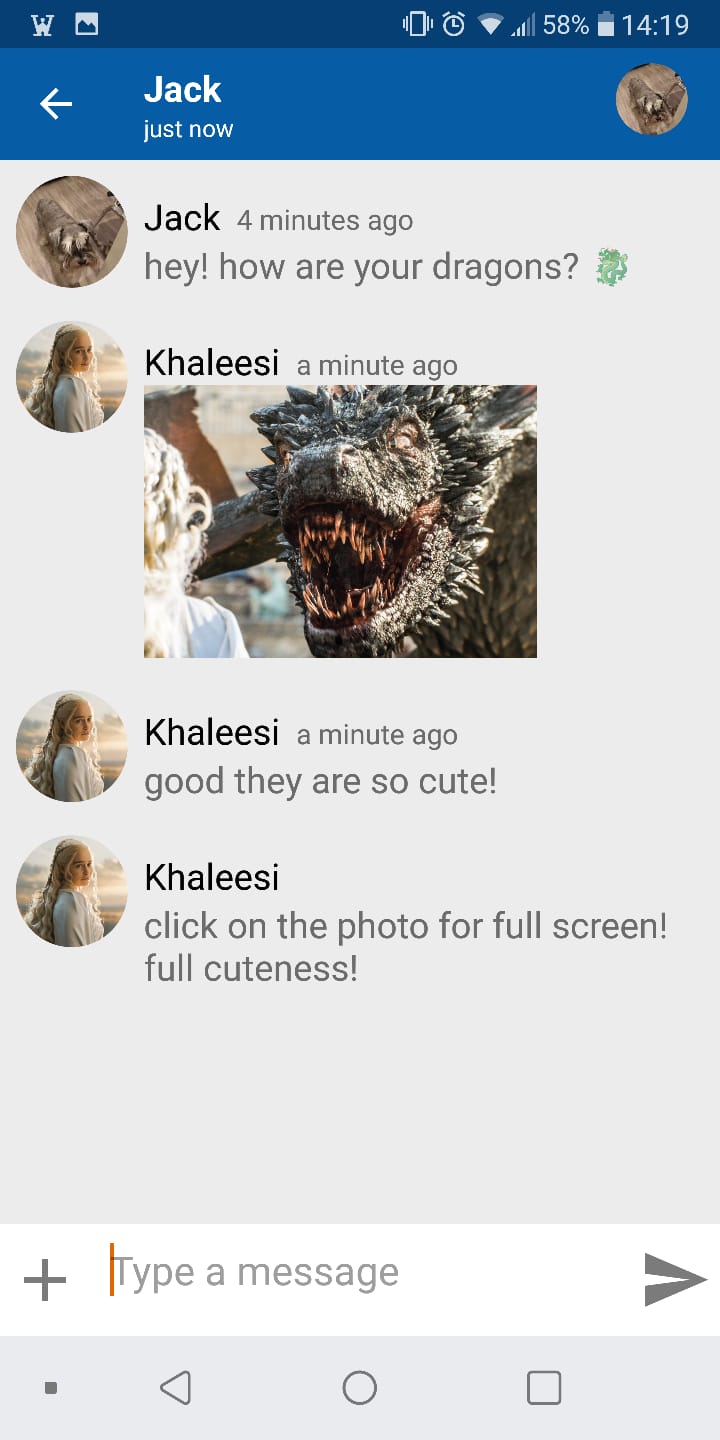 58% 14:19
Jack
just now
Jack 4 minutes ago
hey! how are your dragons? 🐉
Khaleesi a minute ago
Khaleesi a minute ago
good they are so cute!
Khaleesi
click on the photo for full screen!
full cuteness!
Type a message